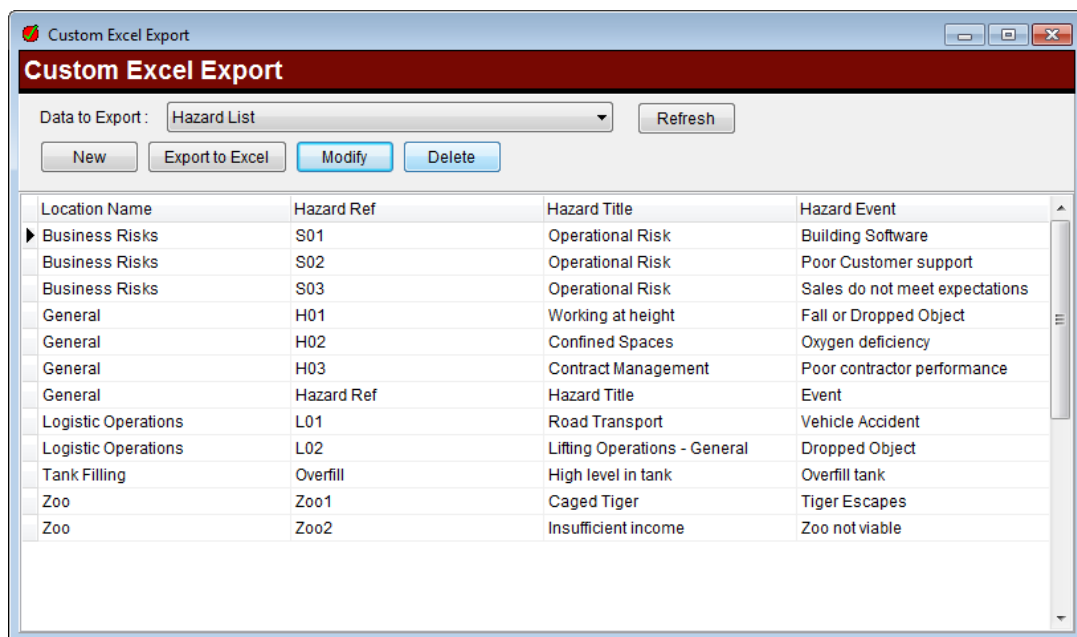 Custom Excel Export
Custom Excel Export
Data to Export : Hazard List Refresh
New Export to Excel Modify Delete
Location Name Hazard Ref Hazard Title Hazard Event
Business Risks S01 Operational Risk Building Software
Business Risks S02 Operational Risk Poor Customer support
Business Risks S03 Operational Risk Sales do not meet expectations
General H01 Working at height Fall or Dropped Object
General H02 Confined Spaces Oxygen deficiency
General H03 Contract Management Poor contractor performance
General Hazard Ref Hazard Title Event
Logistic Operations L01 Road Transport Vehicle Accident
Logistic Operations L02 Lifting Operations - General Dropped Object
Tank Filling Overfill High level in tank Overfill tank
Zoo Zoo1 Caged Tiger Tiger Escapes
Zoo Zoo2 Insufficient income Zoo not viable